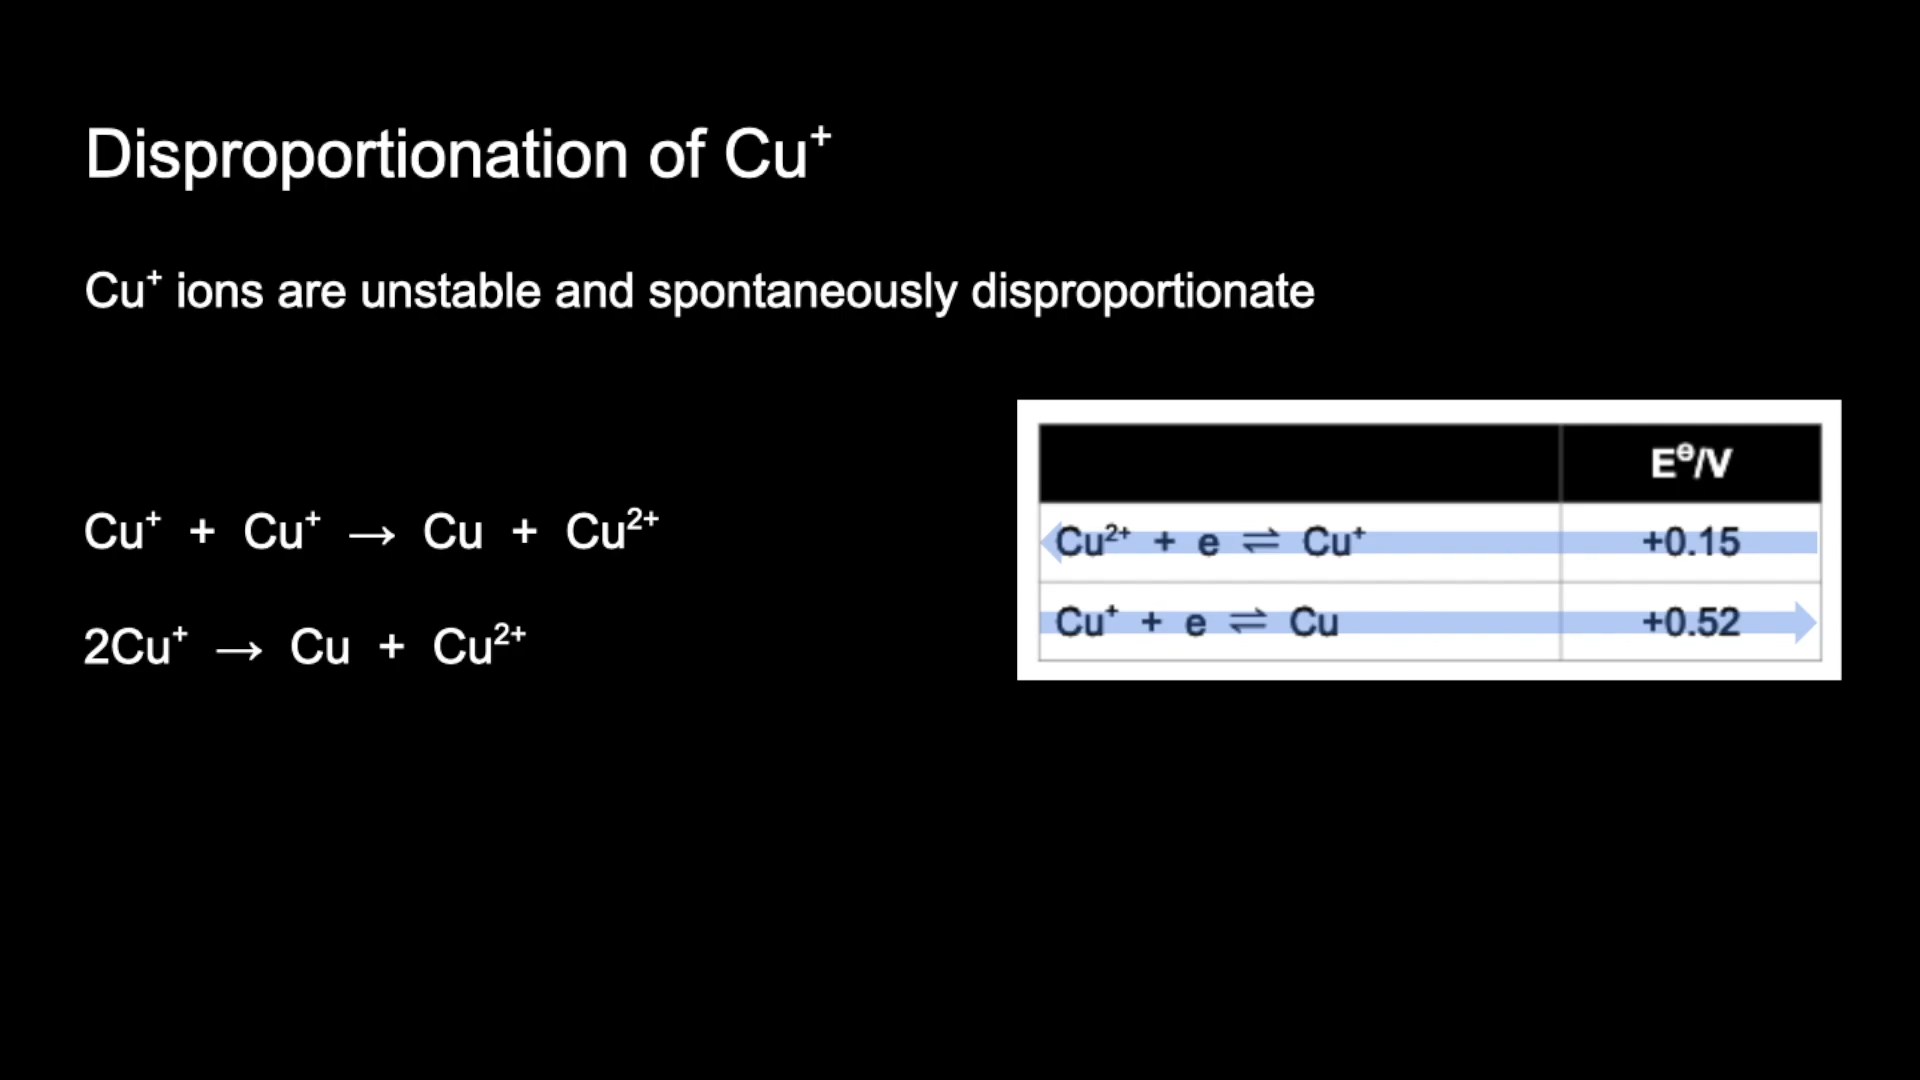 Disproportionation of Cu⁺
Cu⁺ ions are unstable and spontaneously disproportionate
Cu⁺ + Cu⁺ → Cu + Cu²⁺
2Cu⁺ → Cu + Cu²⁺
E⁰/V
Cu²⁺ + e ⇌ Cu⁺ +0.15
Cu⁺ + e ⇌ Cu +0.52